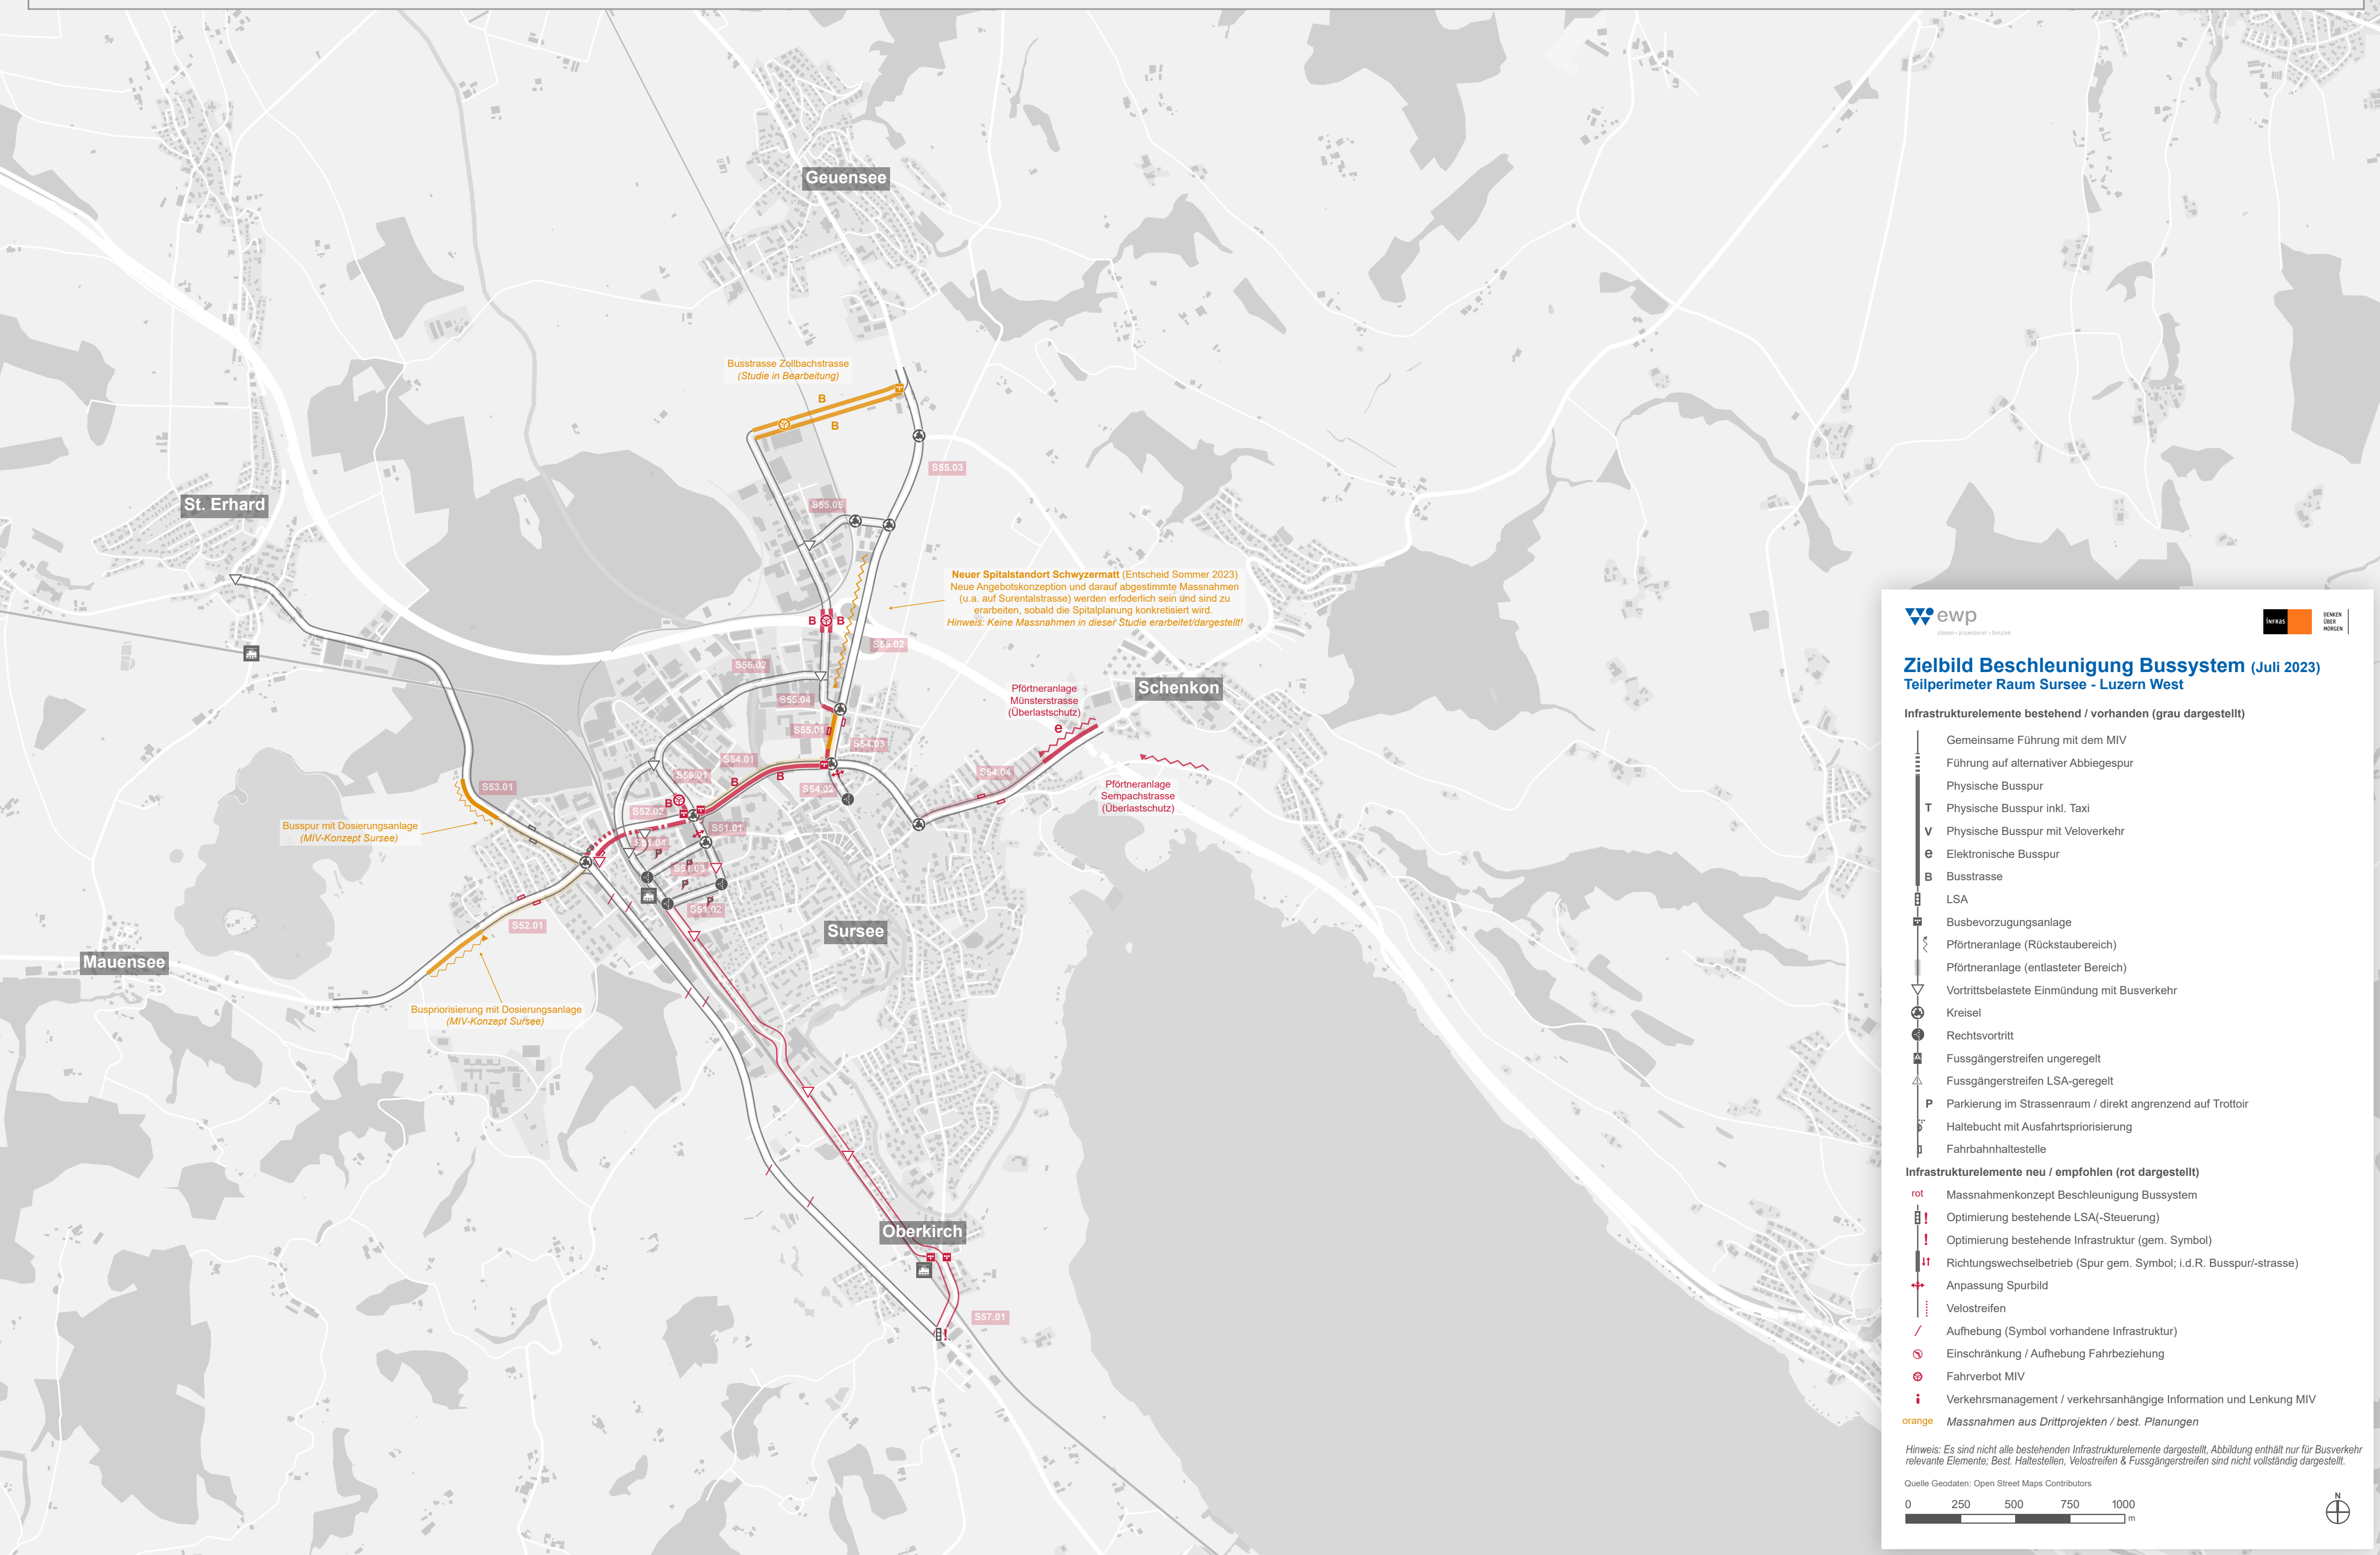 Geuensee
Busstrasse Zollbachstrasse
(Studie in Bearbeitung)
B
B
S55.03
St. Erhard
S55.05
Neuer Spitalstandort Schwyzermatt (Entscheid Sommer 2023)
Neue Angebotskonzeption und darauf abgestimmte Massnahmen
(u.a. auf Surentalstrasse) werden erfoderlich sein und sind zu
erarbeiten, sobald die Spitalplanung konkretisiert wird.
Hinweis: Keine Massnahmen in dieser Studie erarbeitet/dargestellt!
B
B
S55.02
Pförtneranlage
Münsterstrasse
(Überlastschutz)
e
Schenkon
S55.04
S55.01
S54.01
B
B
S54.04
Pförtneranlage
Sempachstrasse
(Überlastschutz)
S53.01
B
S52.02
S51.01
Busspur mit Dosierungsanlage
(MIV-Konzept Sursee)
P
P
P
P
S51.02
S52.01
Sursee
Mauensee
Buspriorisierung mit Dosierungsanlage
(MIV-Konzept Sursee)
Oberkirch
S57.01
!
ewp
infras
DENKEN
ÜBER
MORGEN
Zielbild Beschleunigung Bussystem (Juli 2023)
Teilperimeter Raum Sursee - Luzern West
Infrastrukturelemente bestehend / vorhanden (grau dargestellt)
Gemeinsame Führung mit dem MIV
Führung auf alternativer Abbiegespur
Physische Busspur
T Physische Busspur inkl. Taxi
V Physische Busspur mit Veloverkehr
e Elektronische Busspur
B Busstrasse
LSA
Busbevorzugungsanlage
Pförtneranlage (Rückstaubereich)
Pförtneranlage (entlasteter Bereich)
Vortrittsbelastete Einmündung mit Busverkehr
Kreisel
Rechtsvortritt
Fussgängerstreifen ungeregelt
Fussgängerstreifen LSA-geregelt
P Parkierung im Strassenraum / direkt angrenzend auf Trottoir
Haltebucht mit Ausfahrtspriorisierung
Fahrbahnhaltestelle
Infrastrukturelemente neu / empfohlen (rot dargestellt)
rot Massnahmenkonzept Beschleunigung Bussystem
! Optimierung bestehende LSA(-Steuerung)
! Optimierung bestehende Infrastruktur (gem. Symbol)
Richtungswechselbetrieb (Spur gem. Symbol; i.d.R. Busspur/-strasse)
Anpassung Spurbild
Velostreifen
Aufhebung (Symbol vorhandene Infrastruktur)
Einschränkung / Aufhebung Fahrbeziehung
Fahrverbot MIV
i Verkehrsmanagement / verkehrsanhängige Information und Lenkung MIV
orange Massnahmen aus Drittprojekten / best. Planungen
Hinweis: Es sind nicht alle bestehenden Infrastrukturelemente dargestellt, Abbildung enthält nur für Busverkehr
relevante Elemente; Best. Haltestellen, Velostreifen & Fussgängerstreifen sind nicht vollständig dargestellt.
Quelle Geodaten: Open Street Maps Contributors
0 250 500 750 1000
m
N